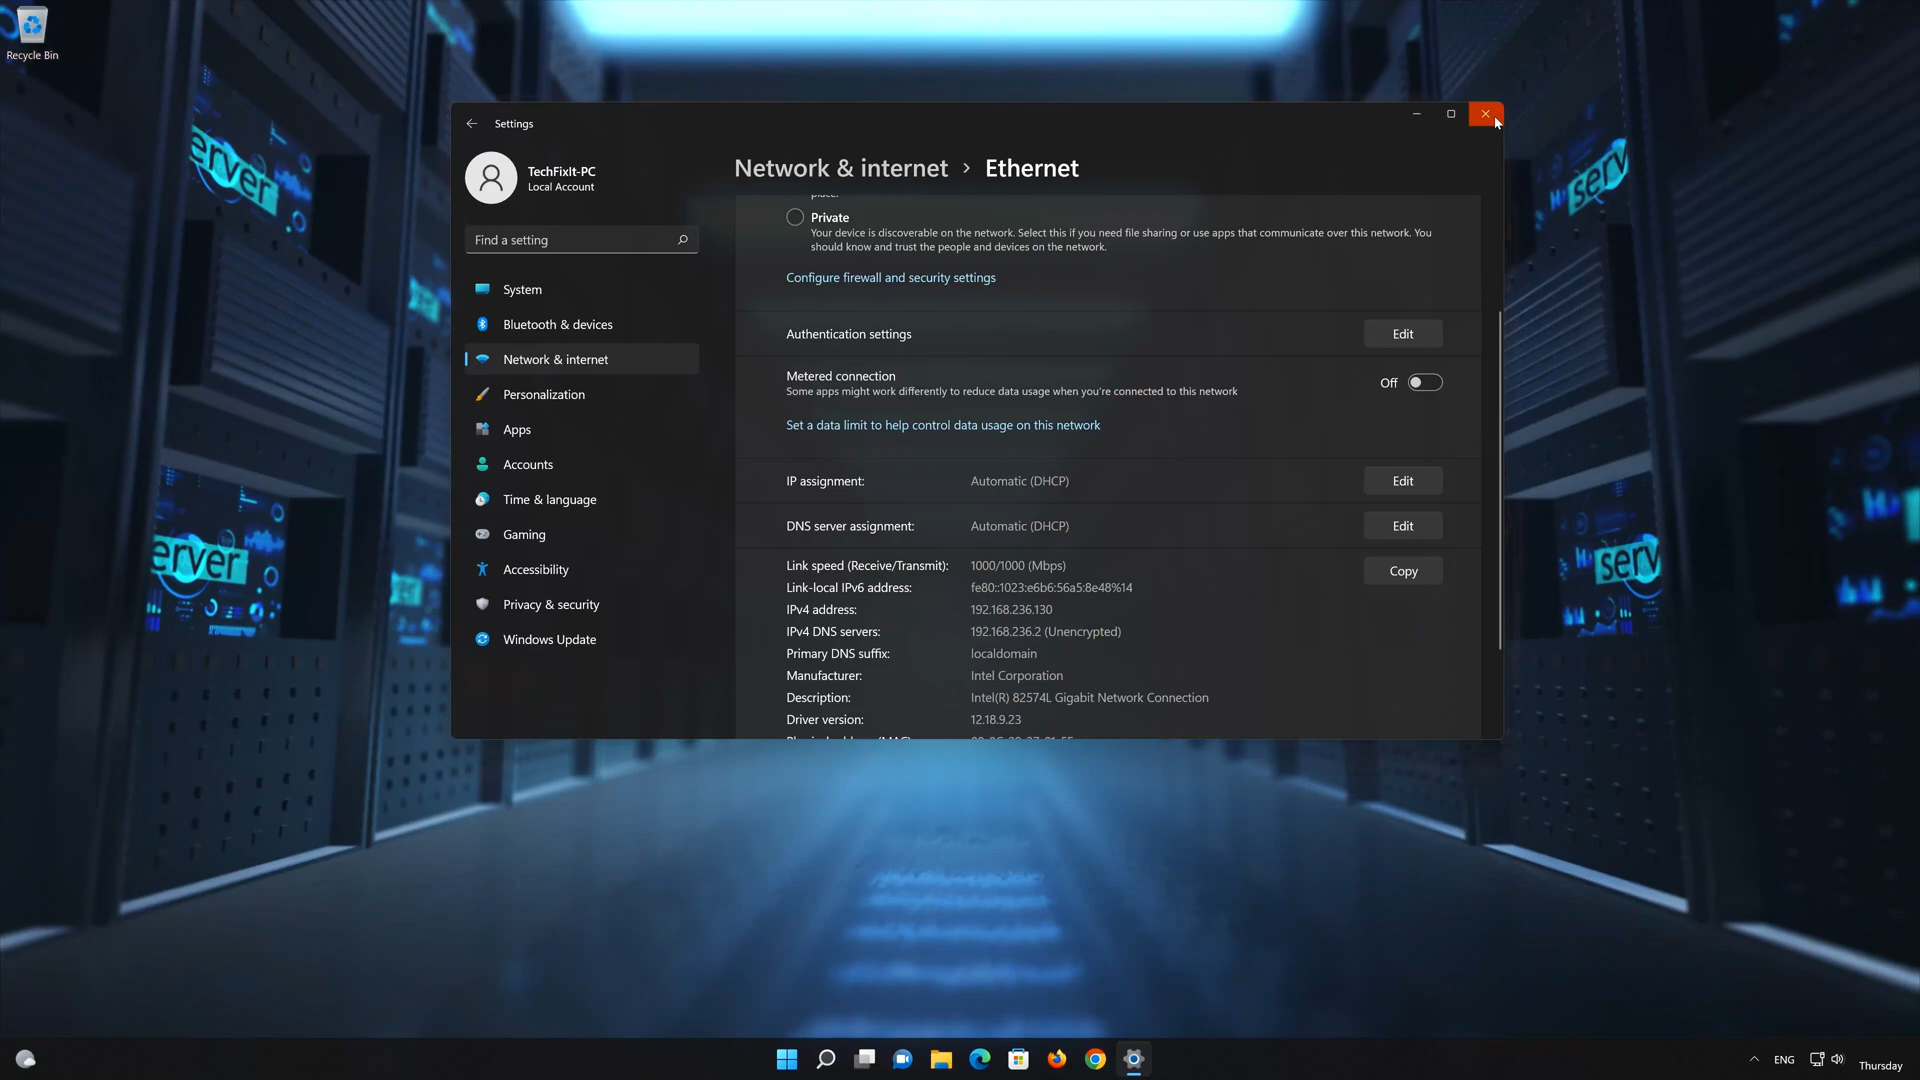 Recycle Bin
Settings
TechFixIt-PC
Local Account
Find a setting
System
Bluetooth & devices
Network & internet
Personalization
Apps
Accounts
Time & language
Gaming
Accessibility
Privacy & security
Windows Update
Network & internet › Ethernet
place.
Private
Your device is discoverable on the network. Select this if you need file sharing or use apps that communicate over this network. You
should know and trust the people and devices on the network.
Configure firewall and security settings
Authentication settings Edit
Metered connection
Some apps might work differently to reduce data usage when you're connected to this network
Off
Set a data limit to help control data usage on this network
IP assignment: Automatic (DHCP) Edit
DNS server assignment: Automatic (DHCP) Edit
Link speed (Receive/Transmit): 1000/1000 (Mbps) Copy
Link-local IPv6 address: fe80::1023:e6b6:56a5:8e48%14
IPv4 address: 192.168.236.130
IPv4 DNS servers: 192.168.236.2 (Unencrypted)
Primary DNS suffix: localdomain
Manufacturer: Intel Corporation
Description: Intel(R) 82574L Gigabit Network Connection
Driver version: 12.18.9.23
erver
erver
serv
serv
ENG
Thursday